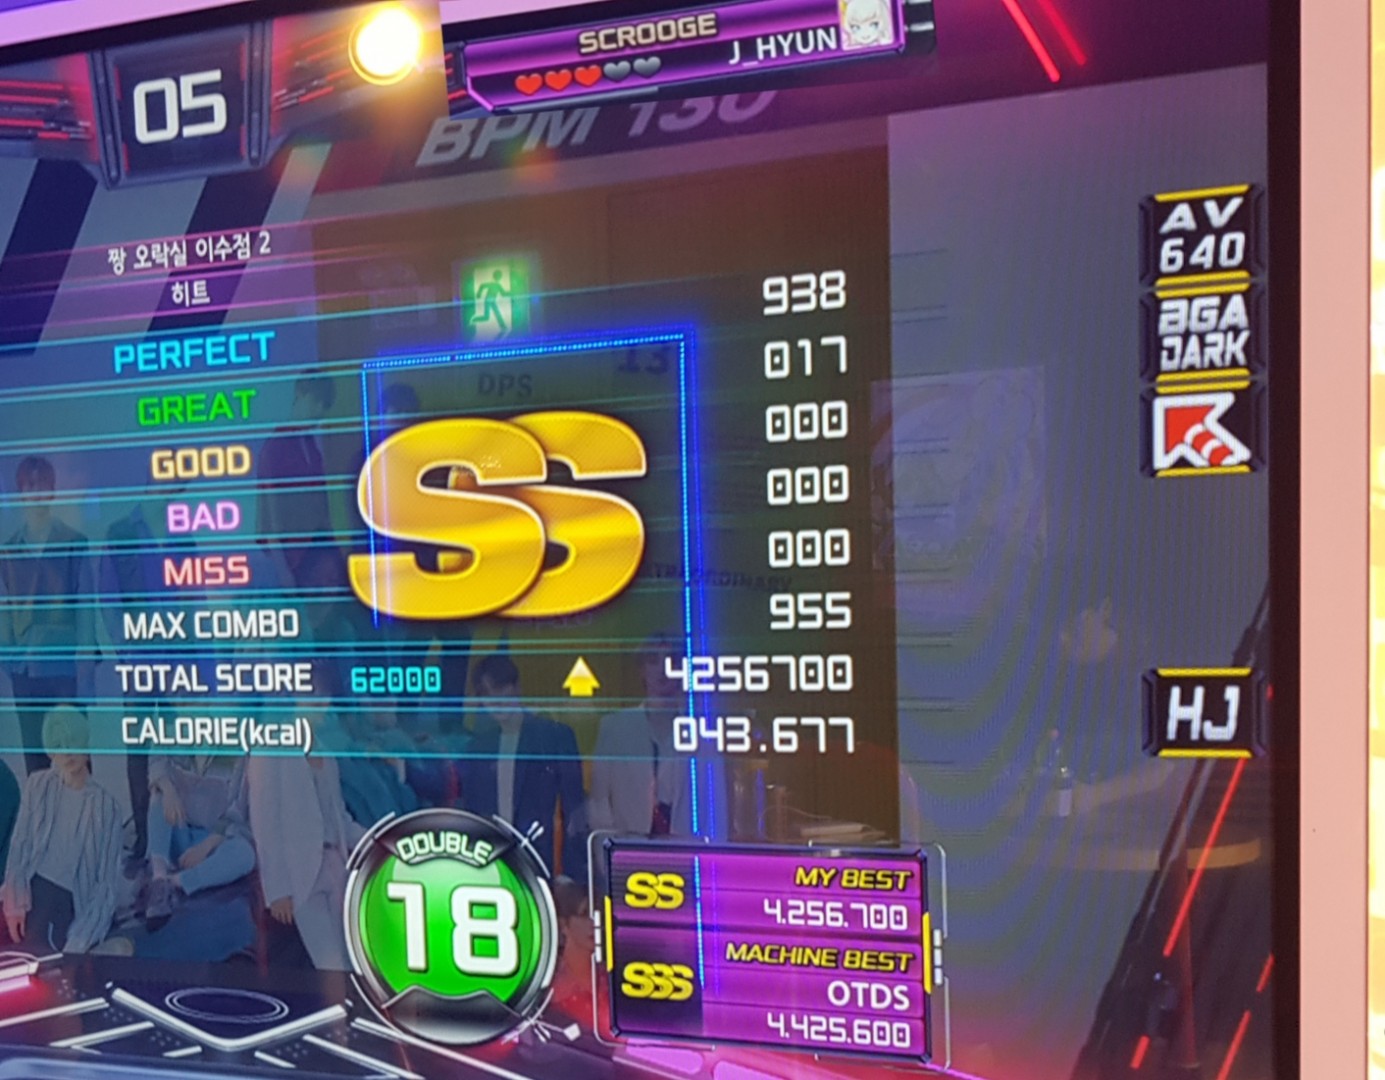 05
SCROOGE
J_HYUN
BPM 130
짱 오락실 이수점 2
히트
938
PERFECT
017
GREAT
000
GOOD
000
BAD
000
MISS
955
MAX COMBO
TOTAL SCORE 62000 4256700
CALORIE(kcal) 043.677
SS
DPS
13
AV
640
BGA
DARK
HJ
DOUBLE
18
SS MY BEST
4.256.700
MACHINE BEST
SSS OTDS
4.425.600